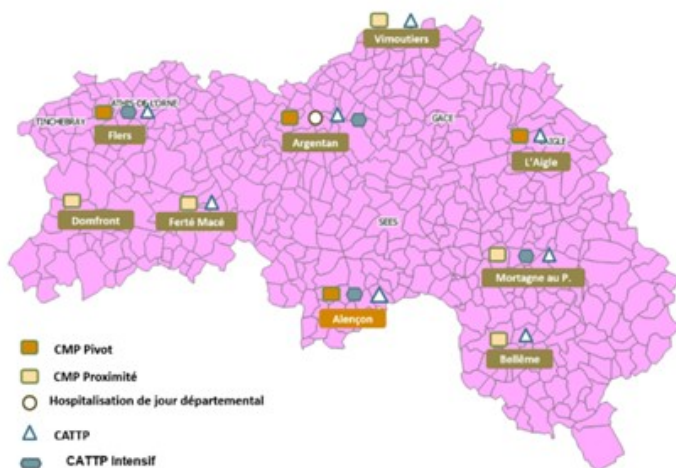 Vimoutiers
ATHIS-DE-L'ORNE
TINCHEBRAY
Flers
Argentan
GACE
AIGLE
L'Aigle
Domfront
Ferté Macé
SEES
Mortagne au P.
Alençon
Bellême
CMP Pivot
CMP Proximité
Hospitalisation de jour départemental
CATTP
CATTP Intensif